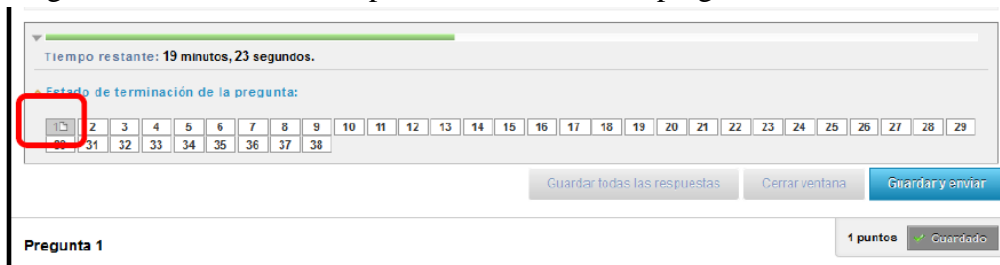 Tiempo restante: 19 minutos, 23 segundos.
Estado de terminación de la pregunta:
1 2 3 4 5 6 7 8 9 10 11 12 13 14 15 16 17 18 19 20 21 22 23 24 25 26 27 28 29
30 31 32 33 34 35 36 37 38
Guardar todas las respuestas Cerrar ventana Guardar y enviar
Pregunta 1 1 puntos Guardado